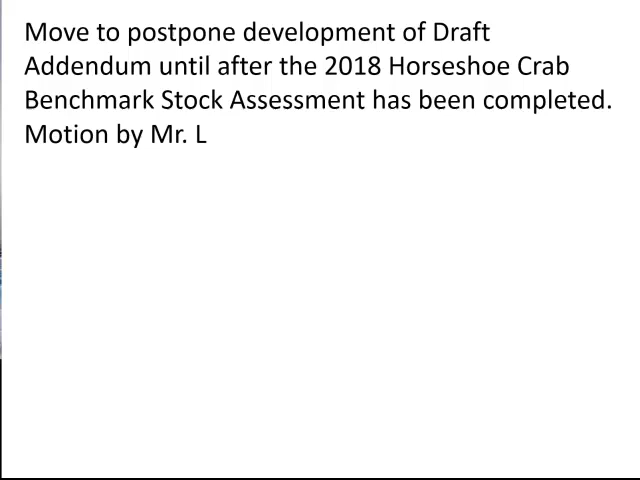 Move to postpone development of Draft
Addendum until after the 2018 Horseshoe Crab
Benchmark Stock Assessment has been completed.
Motion by Mr. L